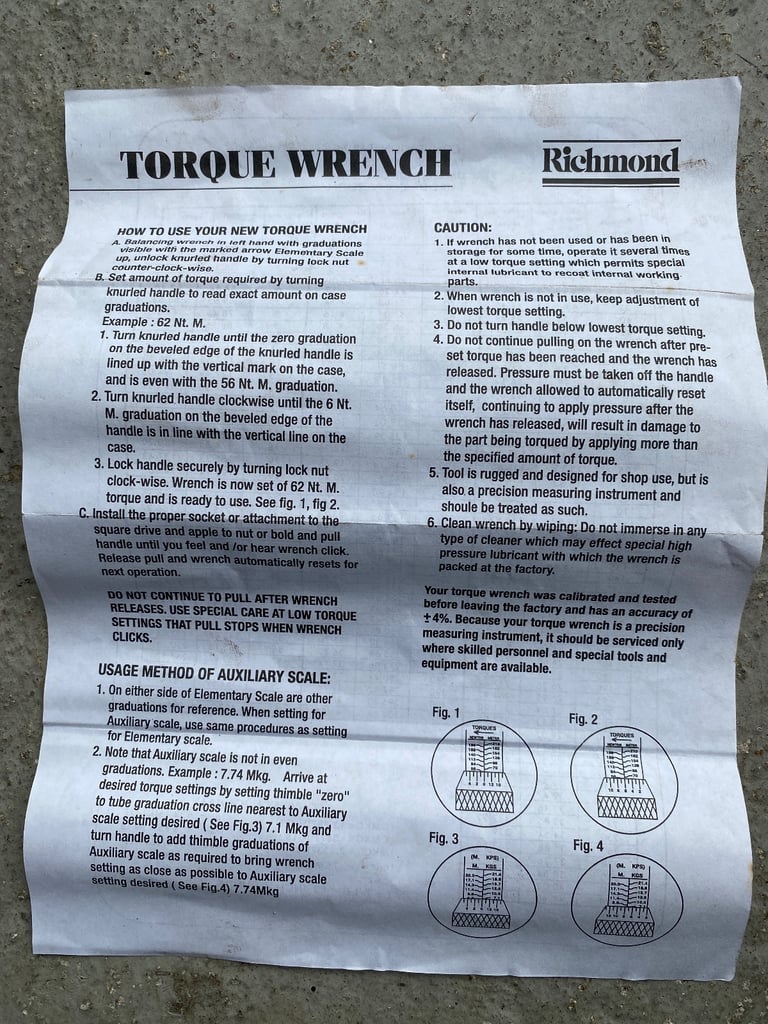 TORQUE WRENCH
Richmond
HOW TO USE YOUR NEW TORQUE WRENCH
A. Balancing wrench in left hand with graduations
visible with the marked arrow Elementary Scale
up, unlock knurled handle by turning lock nut
counter-clock-wise.
B. Set amount of torque required by turning
knurled handle to read exact amount on case
graduations.
Example : 62 Nt. M.
1. Turn knurled handle until the zero graduation
on the beveled edge of the knurled handle is
lined up with the vertical mark on the case,
and is even with the 56 Nt. M. graduation.
2. Turn knurled handle clockwise until the 6 Nt.
M. graduation on the beveled edge of the
handle is in line with the vertical line on the
case.
3. Lock handle securely by turning lock nut
clock-wise. Wrench is now set of 62 Nt. M.
torque and is ready to use. See fig. 1, fig 2.
C. Install the proper socket or attachment to the
square drive and apple to nut or bold and pull
handle until you feel and /or hear wrench click.
Release pull and wrench automatically resets for
next operation.
DO NOT CONTINUE TO PULL AFTER WRENCH
RELEASES. USE SPECIAL CARE AT LOW TORQUE
SETTINGS THAT PULL STOPS WHEN WRENCH
CLICKS.
USAGE METHOD OF AUXILIARY SCALE:
1. On either side of Elementary Scale are other
graduations for reference. When setting for
Auxiliary scale, use same procedures as setting
for Elementary scale.
2. Note that Auxiliary scale is not in even
graduations. Example : 7.74 Mkg. Arrive at
desired torque settings by setting thimble "zero"
to tube graduation cross line nearest to Auxiliary
scale setting desired ( See Fig.3) 7.1 Mkg and
turn handle to add thimble graduations of
Auxiliary scale as required to bring wrench
setting as close as possible to Auxiliary scale
setting desired ( See Fig.4) 7.74Mkg
CAUTION:
1. If wrench has not been used or has been in
storage for some time, operate it several times
at a low torque setting which permits special
internal lubricant to recoat internal working
parts.
2. When wrench is not in use, keep adjustment of
lowest torque setting.
3. Do not turn handle below lowest torque setting.
4. Do not continue pulling on the wrench after pre-
set torque has been reached and the wrench has
released. Pressure must be taken off the handle
and the wrench allowed to automatically reset
itself, continuing to apply pressure after the
wrench has released, will result in damage to
the part being torqued by applying more than
the specified amount of torque.
5. Tool is rugged and designed for shop use, but is
also a precision measuring instrument and
shoule be treated as such.
6. Clean wrench by wiping: Do not immerse in any
type of cleaner which may effect special high
pressure lubricant with which the wrench is
packed at the factory.
Your torque wrench was calibrated and tested
before leaving the factory and has an accuracy of
±4%. Because your torque wrench is a precision
measuring instrument, it should be serviced only
where skilled personnel and special tools and
equipment are available.
Fig. 1
TORQUES
NEWTON METER
Fig. 2
TORQUES
NEWTON METER
Fig. 3
(M. KPS)
M. KGS
Fig. 4
(M. KPS)
M. KGS